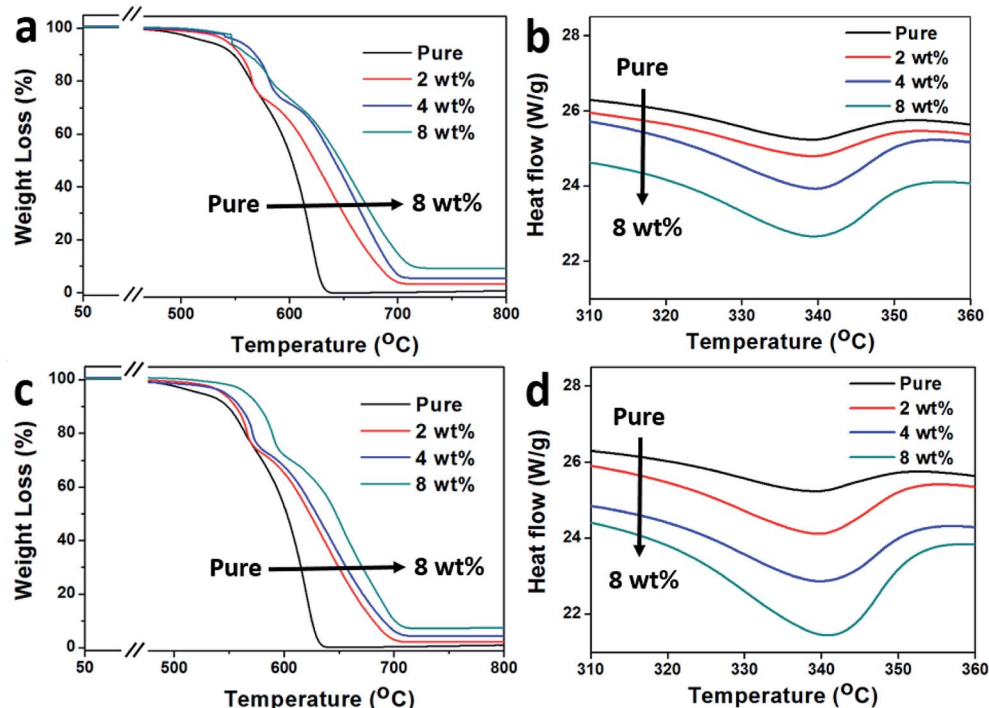 a
Weight Loss (%)
100
80
60
40
20
0
Pure
2 wt%
4 wt%
8 wt%
Pure
8 wt%
50
500
600
700
800
Temperature (°C)
b
Heat flow (W/g)
28
26
24
22
Pure
2 wt%
4 wt%
8 wt%
Pure
8 wt%
310
320
330
340
350
360
Temperature (°C)
c
Weight Loss (%)
100
80
60
40
20
0
Pure
2 wt%
4 wt%
8 wt%
Pure
8 wt%
50
500
600
700
800
Temperature (°C)
d
Heat flow (W/g)
28
26
24
22
Pure
2 wt%
4 wt%
8 wt%
Pure
8 wt%
310
320
330
340
350
360
Temperature (°C)